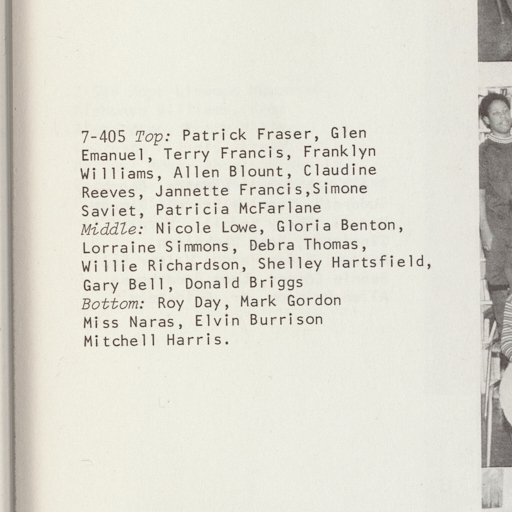 7-405 Top: Patrick Fraser, Glen
Emanuel, Terry Francis, Franklyn
Williams, Allen Blount, Claudine
Reeves, Jannette Francis,Simone
Saviet, Patricia McFarlane
Middle: Nicole Lowe, Gloria Benton,
Lorraine Simmons, Debra Thomas,
Willie Richardson, Shelley Hartsfield,
Gary Bell, Donald Briggs
Bottom: Roy Day, Mark Gordon
Miss Naras, Elvin Burrison
Mitchell Harris.